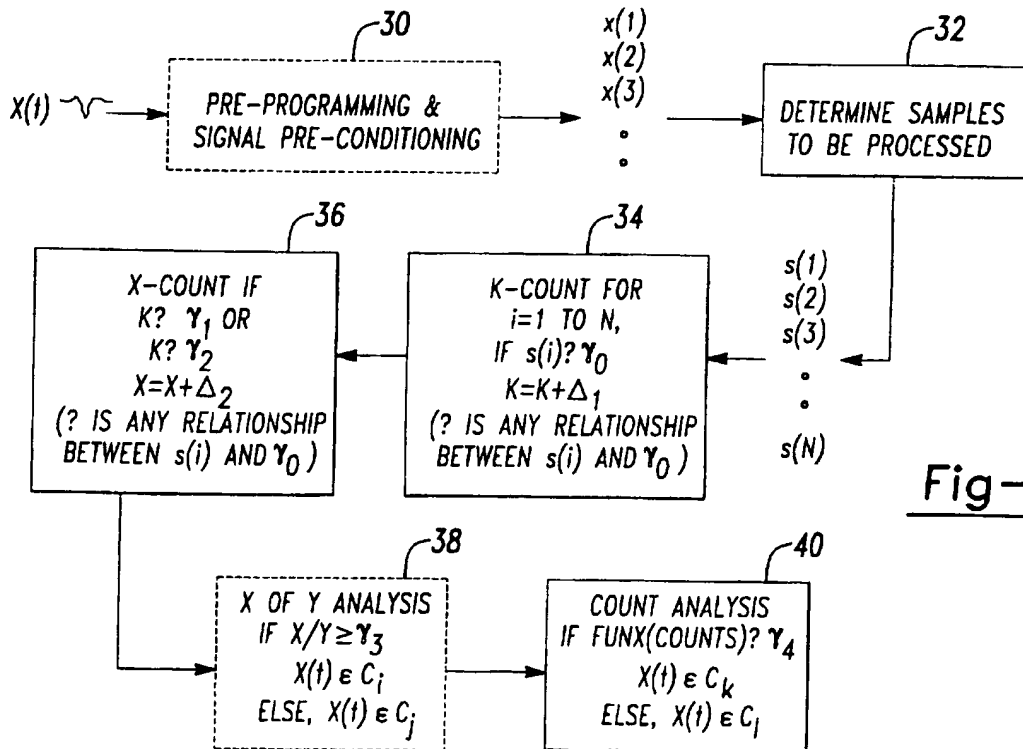 30
X(t)
PRE-PROGRAMMING &
SIGNAL PRE-CONDITIONING
x(1)
x(2)
x(3)
32
DETERMINE SAMPLES
TO BE PROCESSED
36
X-COUNT IF
K? γ1 OR
K? γ2
X=X+Δ2
(? IS ANY RELATIONSHIP
BETWEEN s(i) AND γ0)
34
K-COUNT FOR
i=1 TO N,
IF s(i)? γ0
K=K+Δ1
(? IS ANY RELATIONSHIP
BETWEEN s(i) AND γ0)
s(1)
s(2)
s(3)
s(N)
Fig-
38
X OF Y ANALYSIS
IF X/Y≥γ3
X(t) ε Ci
ELSE, X(t) ε Cj
40
COUNT ANALYSIS
IF FUNX(COUNTS)? γ4
X(t) ε Ck
ELSE, X(t) ε Cl